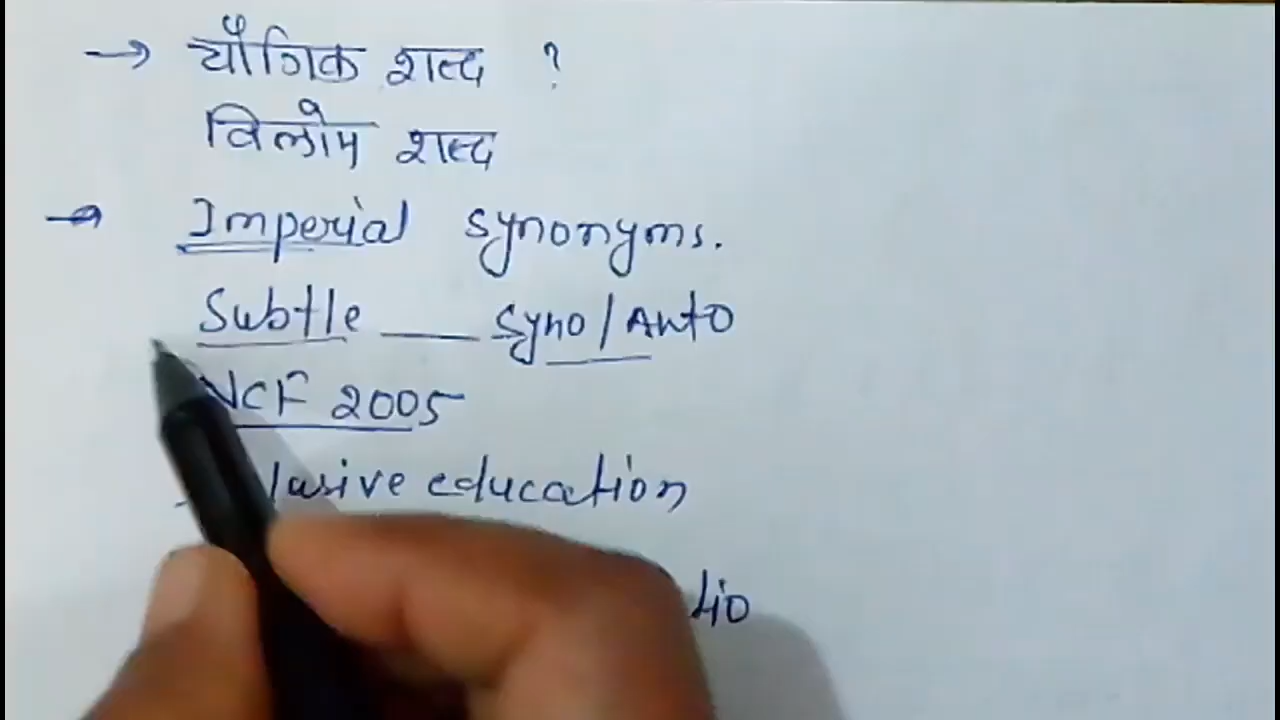 → यौगिक शब्द ?
विलोम शब्द
→ Imperial synonyms.
Subtle ___ Syno/Anto
NCF 2005
education